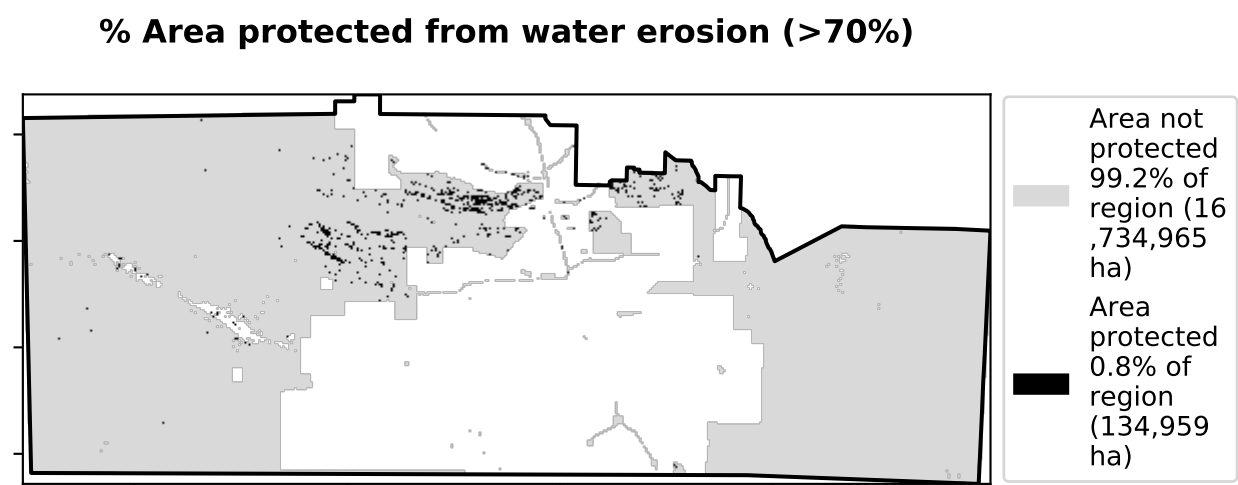 % Area protected from water erosion (>70%)
Area not
protected
99.2% of
region (16
,734,965
ha)
Area
protected
0.8% of
region
(134,959
ha)